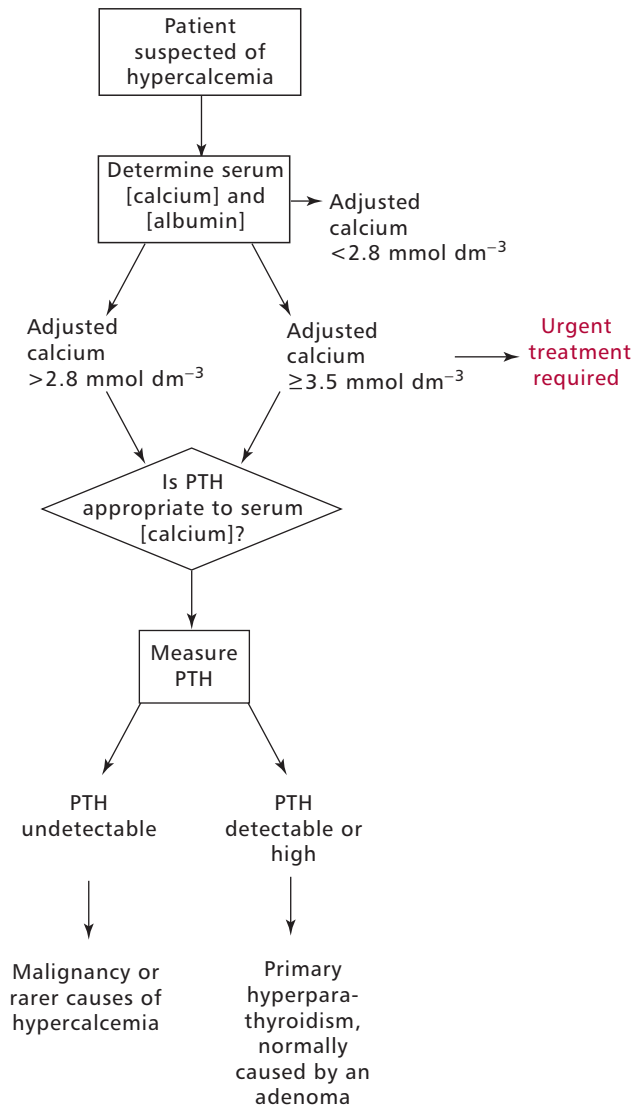 Patient
suspected of
hypercalcemia
Determine serum
[calcium] and
[albumin]
Adjusted
calcium
<2.8 mmol dm⁻³
Adjusted
calcium
>2.8 mmol dm⁻³
Adjusted
calcium
≥3.5 mmol dm⁻³
Urgent
treatment
required
Is PTH
appropriate to serum
[calcium]?
Measure
PTH
PTH
undetectable
PTH
detectable or
high
Malignancy or
rarer causes of
hypercalcemia
Primary
hyperpara-
thyroidism,
normally
caused by an
adenoma